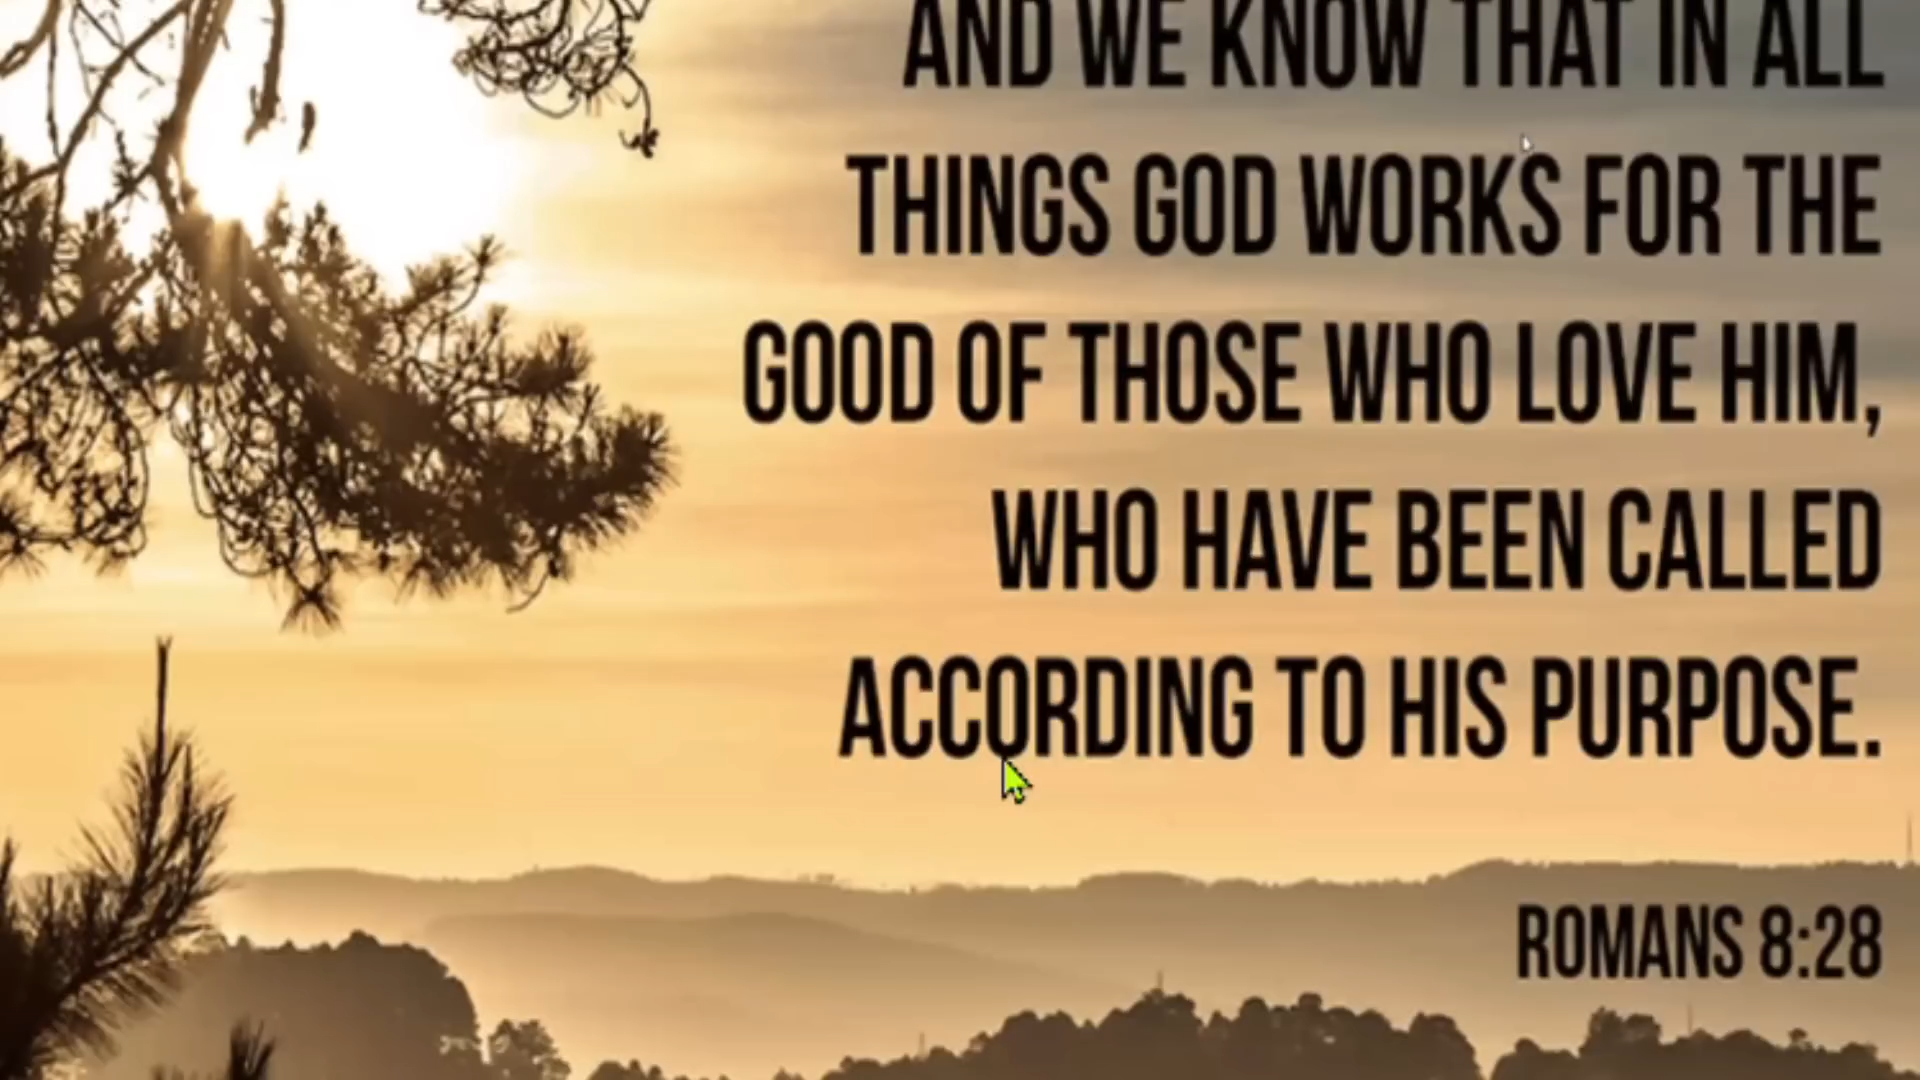 AND WE KNOW THAT IN ALL
THINGS GOD WORKS FOR THE
GOOD OF THOSE WHO LOVE HIM,
WHO HAVE BEEN CALLED
ACCORDING TO HIS PURPOSE.
ROMANS 8:28